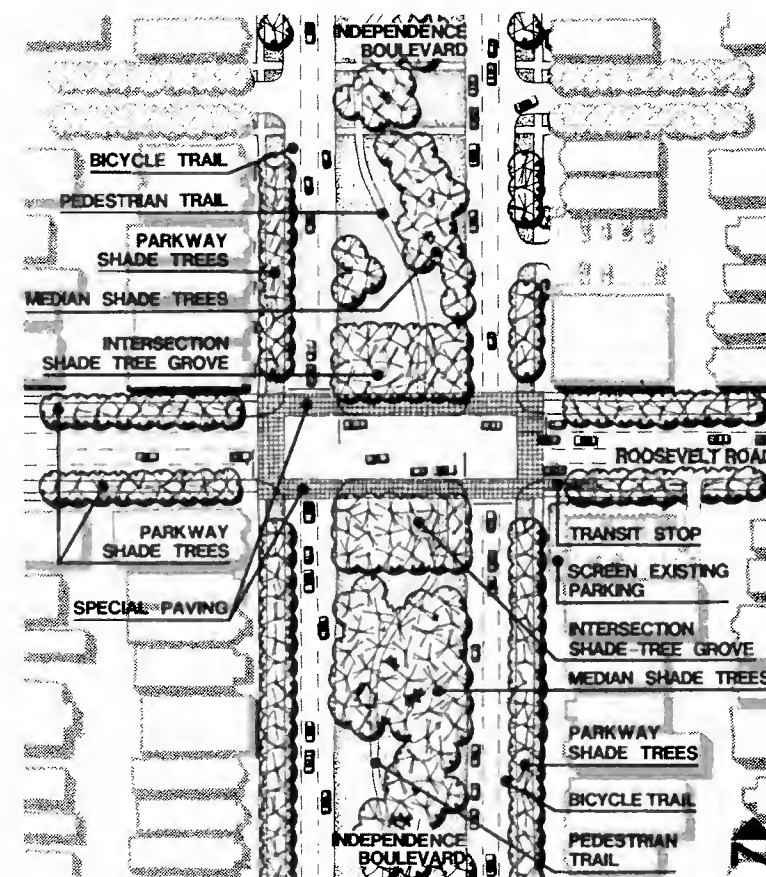 INDEPENDENCE
BOULEVARD
BICYCLE TRAIL
PEDESTRIAN TRAIL
PARKWAY
SHADE TREES
MEDIAN SHADE TREES
INTERSECTION
SHADE TREE GROVE
ROOSEVELT ROAD
PARKWAY
SHADE TREES
SPECIAL PAVING
TRANSIT STOP
SCREEN EXISTING
PARKING
INTERSECTION
SHADE TREE GROVE
MEDIAN SHADE TREES
PARKWAY
SHADE TREES
BICYCLE TRAIL
PEDESTRIAN
TRAIL
INDEPENDENCE
BOULEVARD